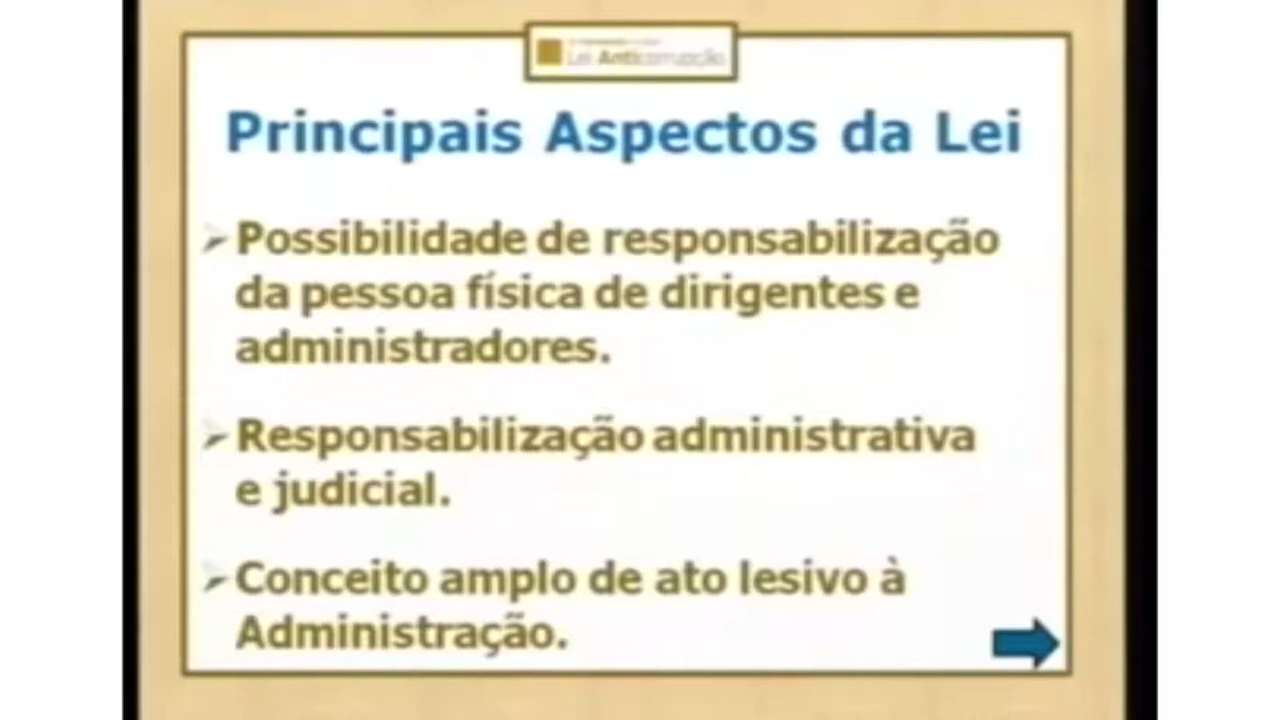 Lei Anticorrupção
Principais Aspectos da Lei
Possibilidade de responsabilização
da pessoa física de dirigentes e
administradores.
Responsabilização administrativa
e judicial.
Conceito amplo de ato lesivo à
Administração.